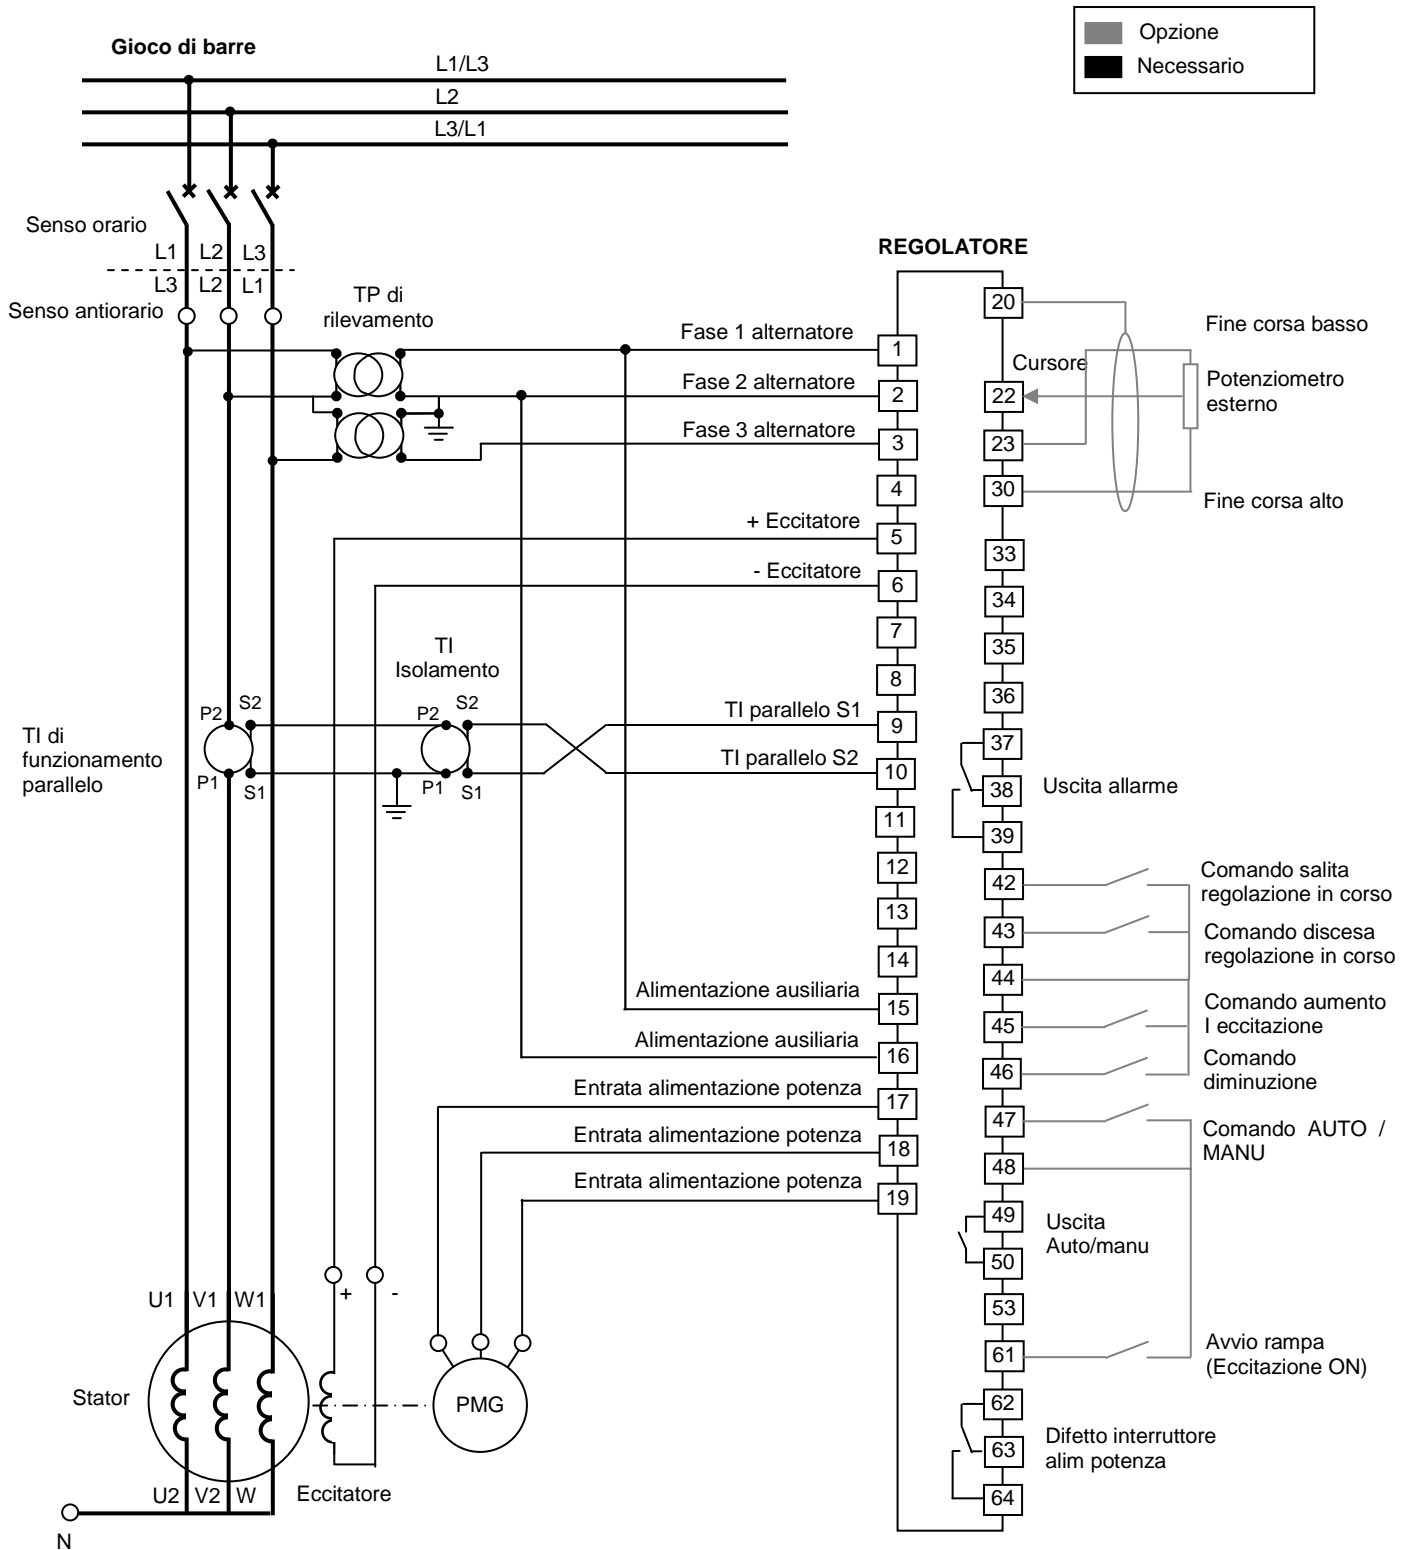 Gioco di barre
L1/L3
L2
L3/L1
Opzione
Necessario
Senso orario
L1 L2 L3
L3 L2 L1
Senso antiorario
TP di
rilevamento
REGOLATORE
Fase 1 alternatore
Fase 2 alternatore
Fase 3 alternatore
+ Eccitatore
- Eccitatore
TI
Isolamento
TI di
funzionamento
parallelo
P2 S2
P1 S1
P2 S2
P1 S1
TI parallelo S1
TI parallelo S2
Alimentazione ausiliaria
Alimentazione ausiliaria
Entrata alimentazione potenza
Entrata alimentazione potenza
Entrata alimentazione potenza
1
2
3
4
5
6
7
8
9
10
11
12
13
14
15
16
17
18
19
20
22
23
30
33
34
35
36
37
38
39
42
43
44
45
46
47
48
49
50
53
61
62
63
64
Cursore
Fine corsa basso
Potenziometro
esterno
Fine corsa alto
Uscita allarme
Comando salita
regolazione in corso
Comando discesa
regolazione in corso
Comando aumento
I eccitazione
Comando
diminuzione
Comando AUTO /
MANU
Uscita
Auto/manu
Avvio rampa
(Eccitazione ON)
Difetto interruttore
alim potenza
+ -
U1 V1 W1
Stator
PMG
U2 V2 W
Eccitatore
N